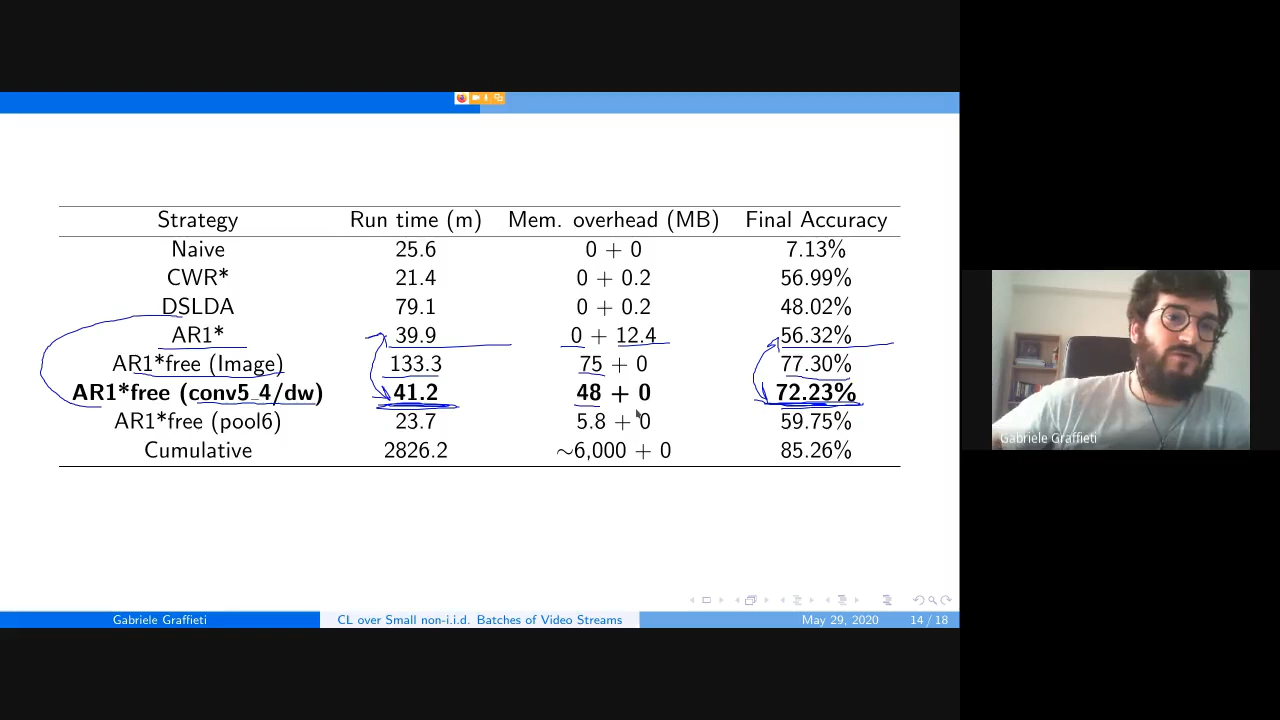 Strategy Run time (m) Mem. overhead (MB) Final Accuracy
Naive 25.6 0 + 0 7.13%
CWR* 21.4 0 + 0.2 56.99%
DSLDA 79.1 0 + 0.2 48.02%
AR1* 39.9 0 + 12.4 56.32%
AR1*free (Image) 133.3 75 + 0 77.30%
AR1*free (conv5_4/dw) 41.2 48 + 0 72.23%
AR1*free (pool6) 23.7 5.8 + 0 59.75%
Cumulative 2826.2 ~6,000 + 0 85.26%
Gabriele Graffieti
Gabriele Graffieti CL over Small non-i.i.d. Batches of Video Streams May 29, 2020 14 / 18